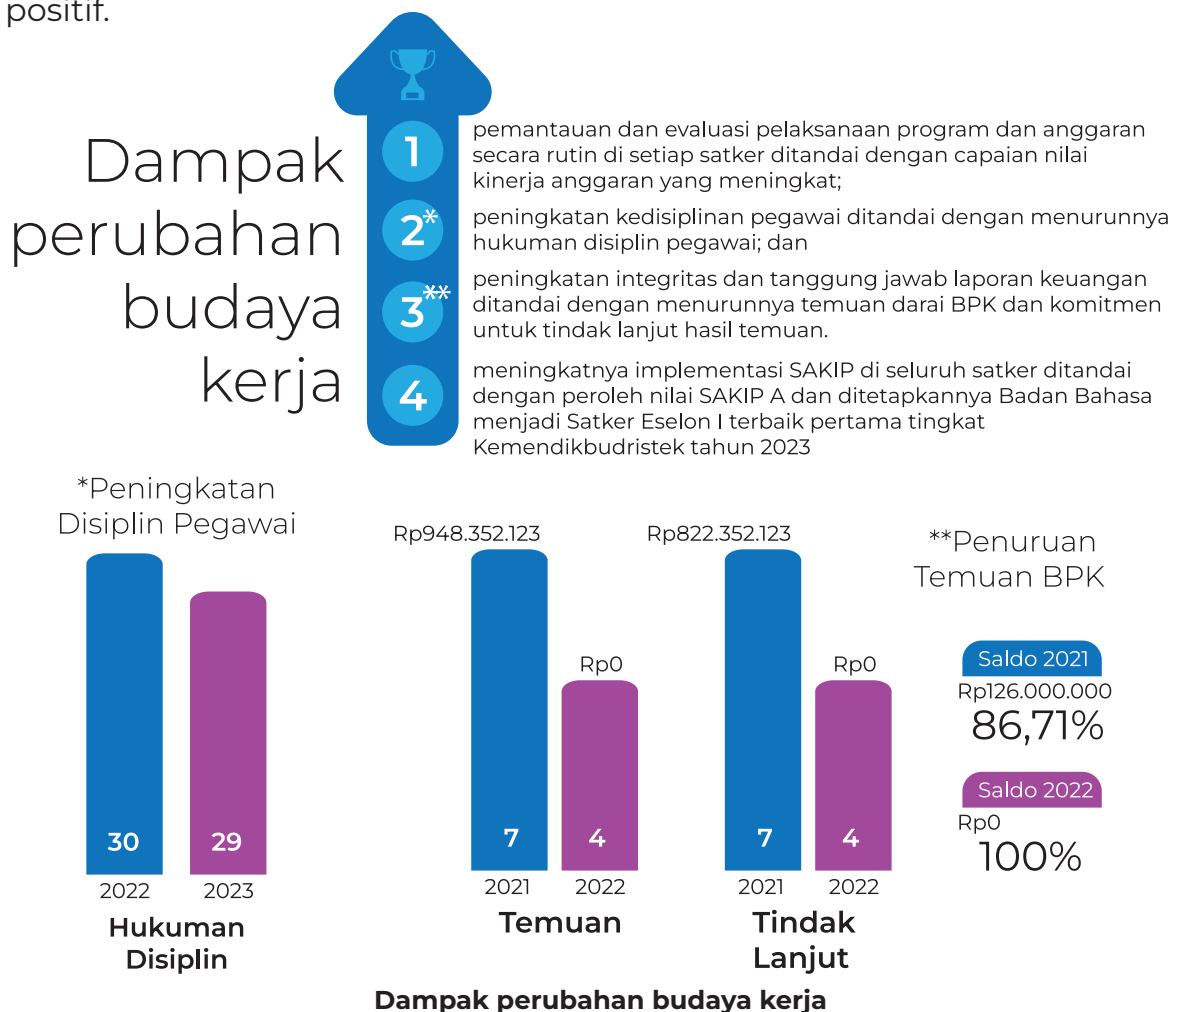 positif.
Dampak
perubahan
budaya
kerja
1
pemantauan dan evaluasi pelaksanaan program dan anggaran
secara rutin di setiap satker ditandai dengan capaian nilai
kinerja anggaran yang meningkat;
2*
peningkatan kedisiplinan pegawai ditandai dengan menurunnya
hukuman disiplin pegawai; dan
3**
peningkatan integritas dan tanggung jawab laporan keuangan
ditandai dengan menurunnya temuan darai BPK dan komitmen
untuk tindak lanjut hasil temuan.
4
meningkatnya implementasi SAKIP di seluruh satker ditandai
dengan peroleh nilai SAKIP A dan ditetapkannya Badan Bahasa
menjadi Satker Eselon I terbaik pertama tingkat
Kemendikbudristek tahun 2023
*Peningkatan
Disiplin Pegawai
30
29
2022
2023
Hukuman
Disiplin
Rp948.352.123
Rp0
7
4
2021
2022
Temuan
Rp822.352.123
Rp0
7
4
2021
2022
Tindak
Lanjut
**Penuruan
Temuan BPK
Saldo 2021
Rp126.000.000
86,71%
Saldo 2022
Rp0
100%
Dampak perubahan budaya kerja